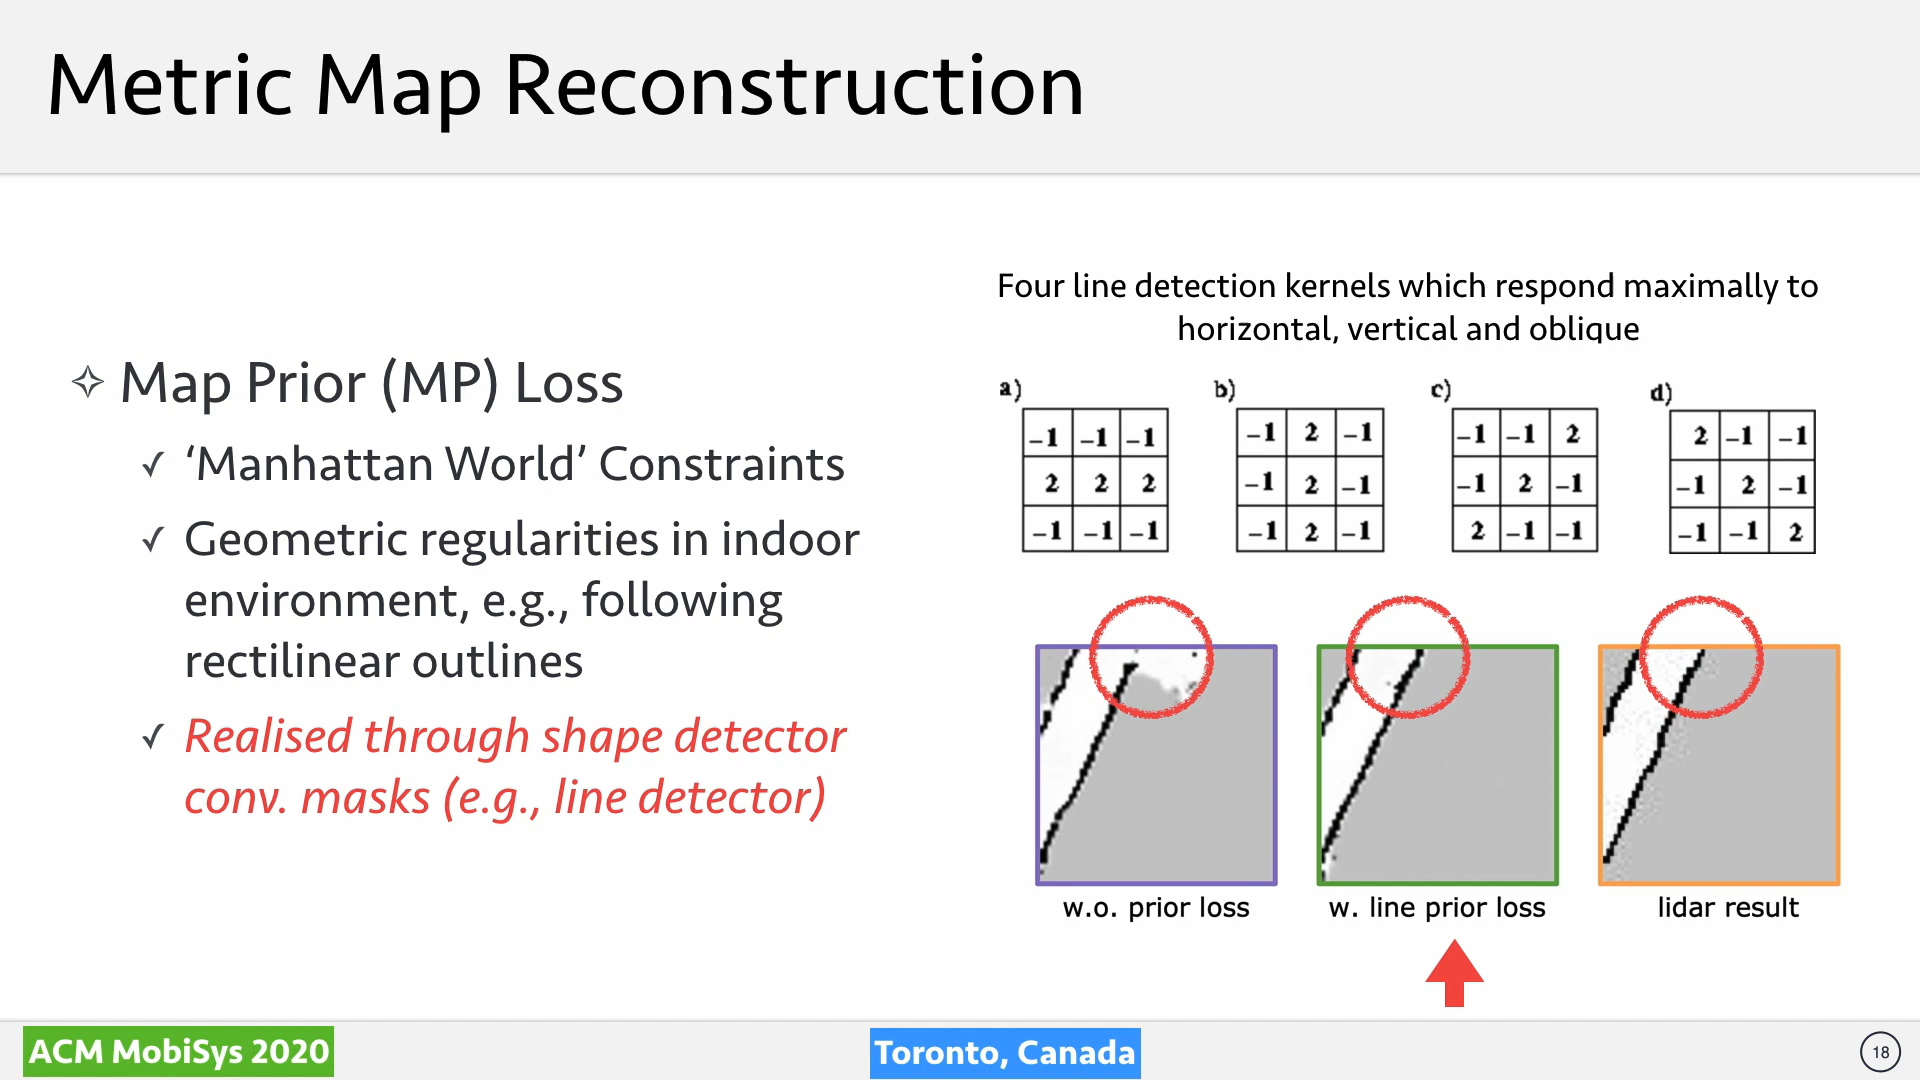 Metric Map Reconstruction
Four line detection kernels which respond maximally to
horizontal, vertical and oblique
✧ Map Prior (MP) Loss
✓ ‘Manhattan World’ Constraints
✓ Geometric regularities in indoor
environment, e.g., following
rectilinear outlines
✓ Realised through shape detector
conv. masks (e.g., line detector)
a) b) c) d)
-1 -1 -1 -1 2 -1 -1 -1 2 2 -1 -1
2 2 2 -1 2 -1 -1 2 -1 -1 2 -1
-1 -1 -1 -1 2 -1 2 -1 -1 -1 -1 2
w.o. prior loss w. line prior loss lidar result
ACM MobiSys 2020
Toronto, Canada
18